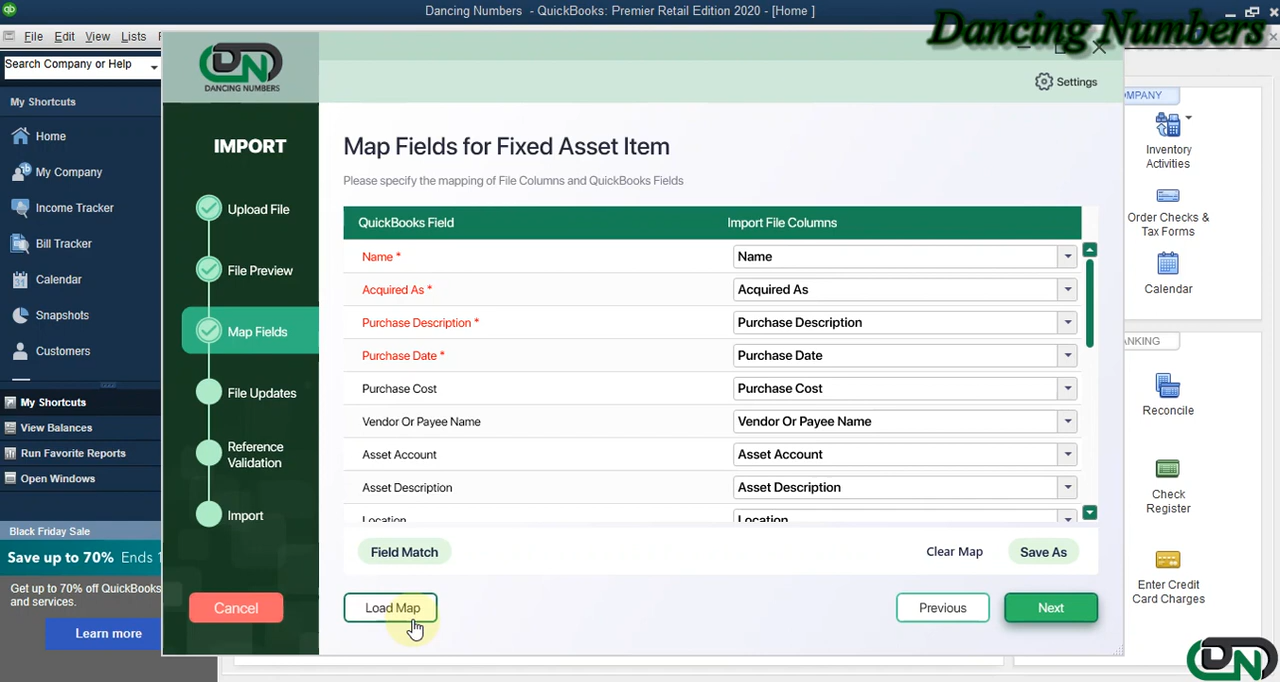 Dancing Numbers - QuickBooks: Premier Retail Edition 2020 - [Home ]
Dancing Numbers
File Edit View Lists
Search Company or Help
My Shortcuts
Home
My Company
Income Tracker
Bill Tracker
Calendar
Snapshots
Customers
My Shortcuts
View Balances
Run Favorite Reports
Open Windows
Black Friday Sale
Save up to 70% Ends 1
Get up to 70% off QuickBooks
and services.
Learn more
DN
DANCING NUMBERS
Settings
IMPORT
Upload File
File Preview
Map Fields
File Updates
Reference
Validation
Import
Cancel
Map Fields for Fixed Asset Item
Please specify the mapping of File Columns and QuickBooks Fields
QuickBooks Field Import File Columns
Name * Name
Acquired As * Acquired As
Purchase Description * Purchase Description
Purchase Date * Purchase Date
Purchase Cost Purchase Cost
Vendor Or Payee Name Vendor Or Payee Name
Asset Account Asset Account
Asset Description Asset Description
Location Location
Field Match Clear Map Save As
Load Map Previous Next
OMPANY
Inventory
Activities
Order Checks &
Tax Forms
31
Calendar
ANKING
Reconcile
Check
Register
Enter Credit
Card Charges
DN